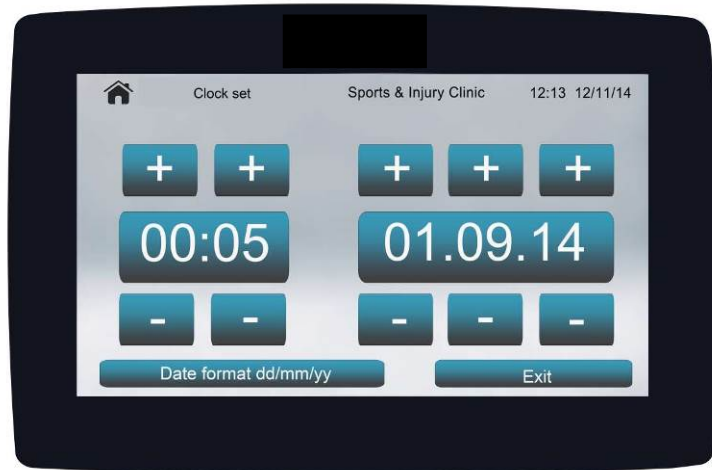 Clock set Sports & Injury Clinic 12:13 12/11/14
+ + + + +
00:05 01.09.14
- - - - -
Date format dd/mm/yy Exit